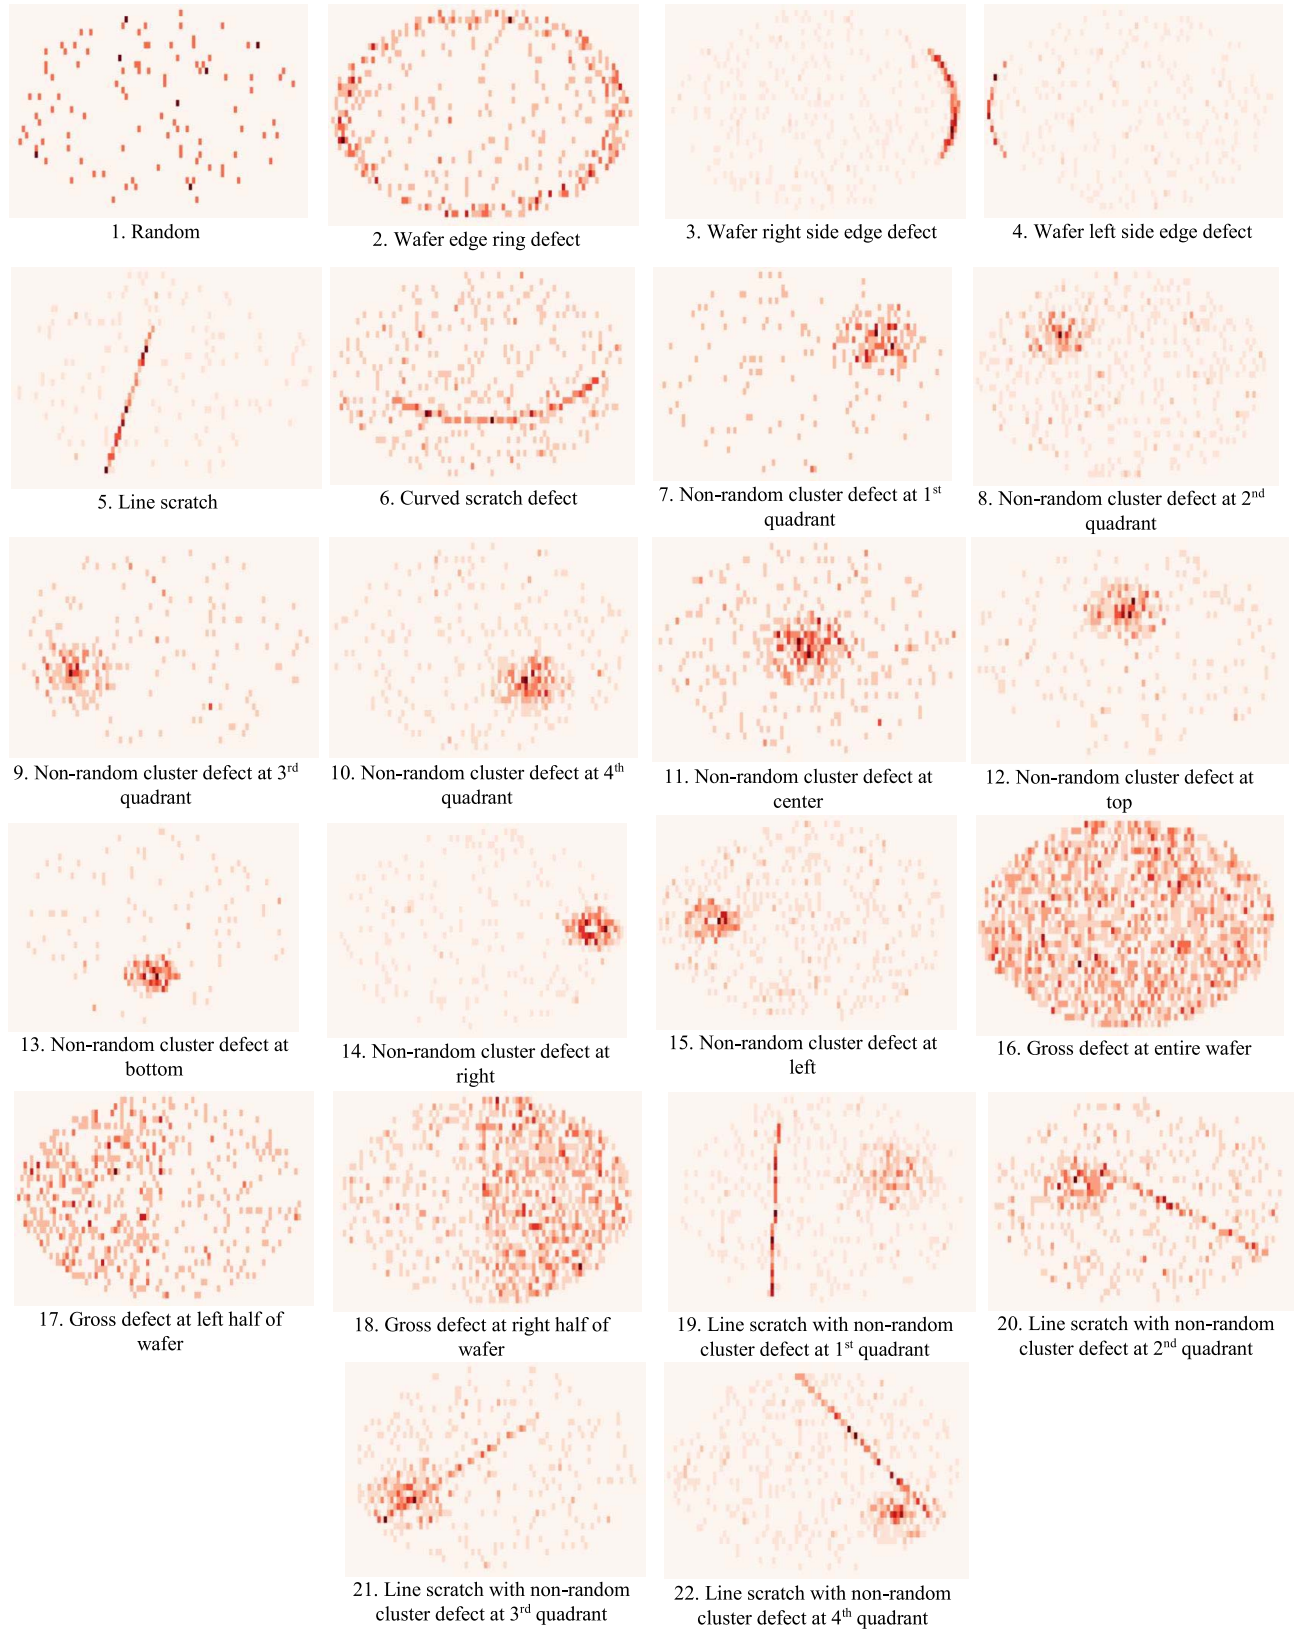 1. Random
2. Wafer edge ring defect
3. Wafer right side edge defect
4. Wafer left side edge defect
5. Line scratch
6. Curved scratch defect
7. Non-random cluster defect at 1st
quadrant
8. Non-random cluster defect at 2nd
quadrant
9. Non-random cluster defect at 3rd
quadrant
10. Non-random cluster defect at 4th
quadrant
11. Non-random cluster defect at
center
12. Non-random cluster defect at
top
13. Non-random cluster defect at
bottom
14. Non-random cluster defect at
right
15. Non-random cluster defect at
left
16. Gross defect at entire wafer
17. Gross defect at left half of
wafer
18. Gross defect at right half of
wafer
19. Line scratch with non-random
cluster defect at 1st quadrant
20. Line scratch with non-random
cluster defect at 2nd quadrant
21. Line scratch with non-random
cluster defect at 3rd quadrant
22. Line scratch with non-random
cluster defect at 4th quadrant